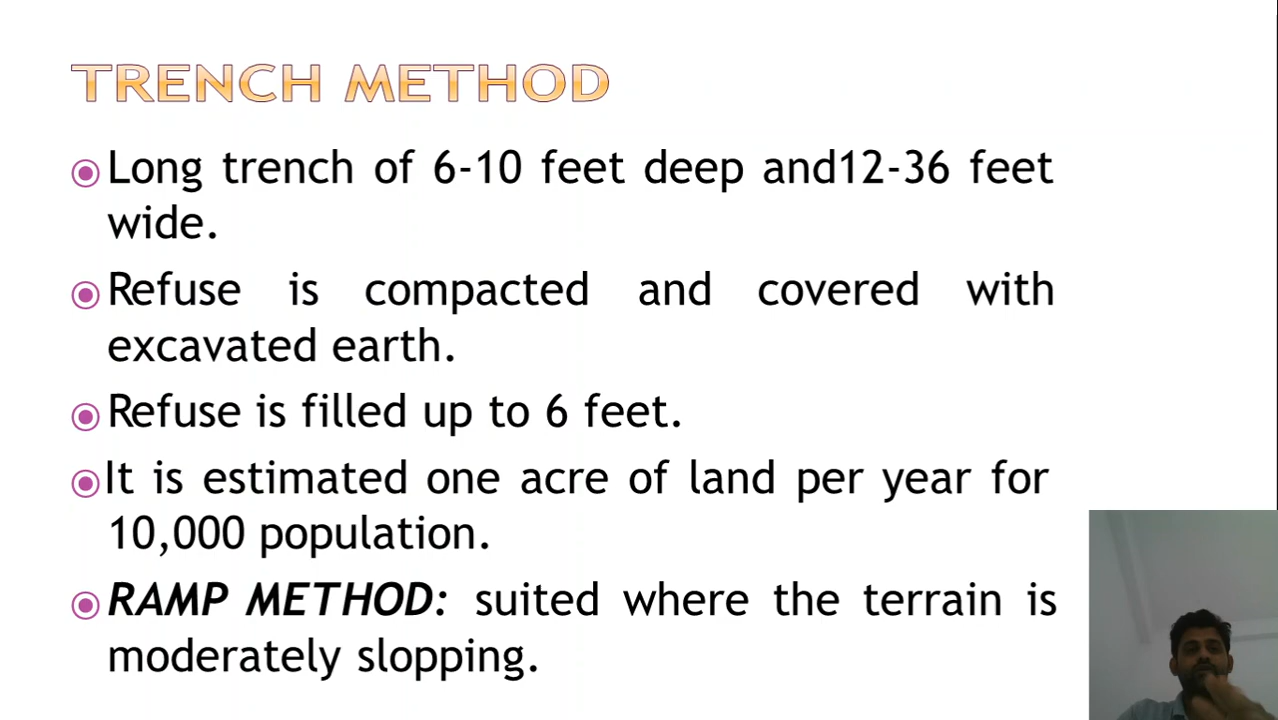 TRENCH METHOD
Long trench of 6-10 feet deep and12-36 feet
wide.
Refuse is compacted and covered with
excavated earth.
Refuse is filled up to 6 feet.
It is estimated one acre of land per year for
10,000 population.
RAMP METHOD: suited where the terrain is
moderately slopping.